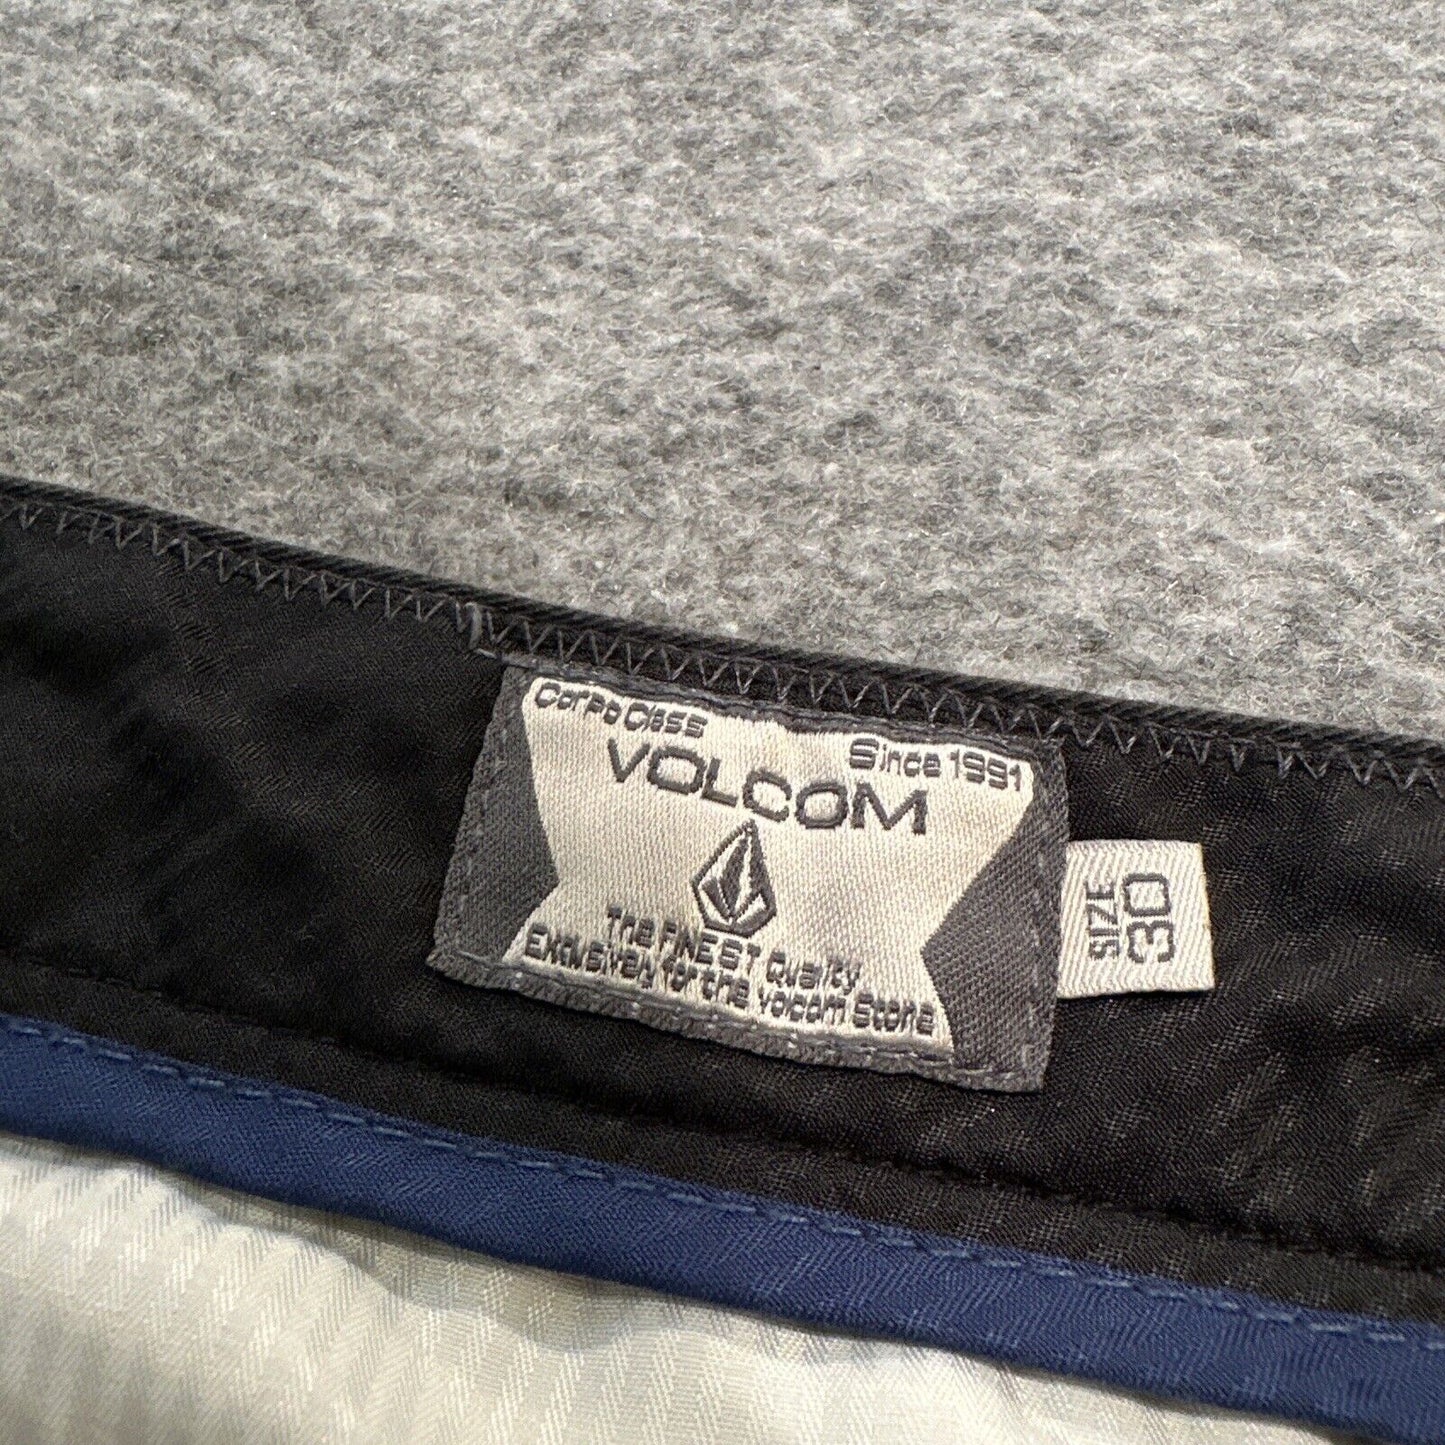 Corpo Class
Since 1991
VOLCOM
The FINEST Quality
Exclusively for the Volcom Stone
SIZE
30